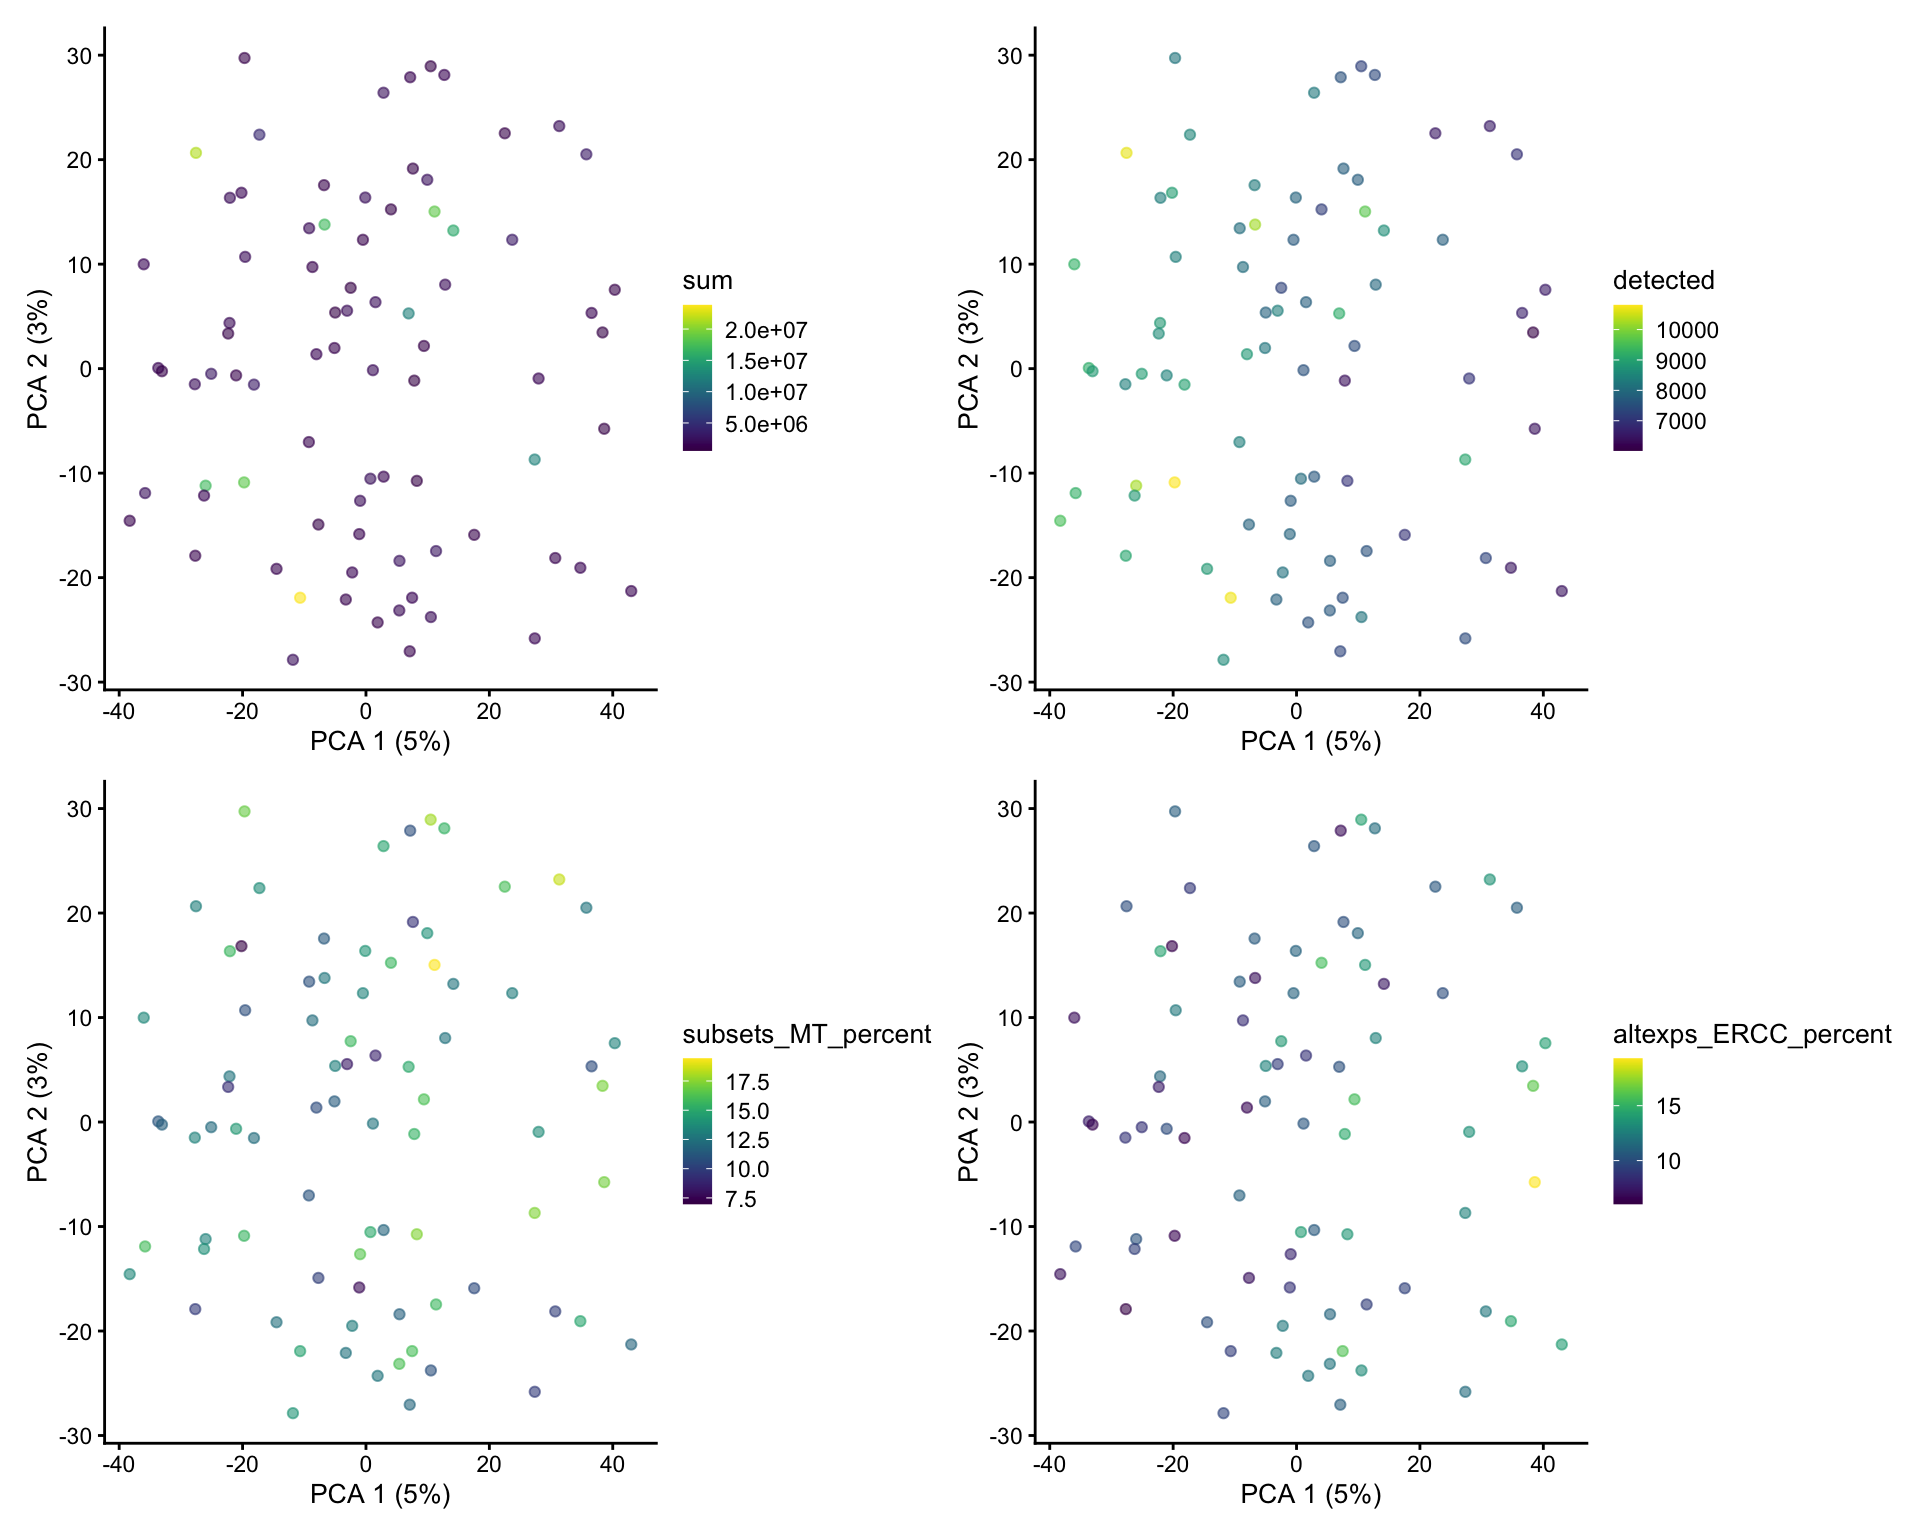 30
20
10
0
-10
-20
-30
PCA 2 (3%)
-40 -20 0 20 40
PCA 1 (5%)
sum
2.0e+07
1.5e+07
1.0e+07
5.0e+06
30
20
10
0
-10
-20
-30
PCA 2 (3%)
-40 -20 0 20 40
PCA 1 (5%)
detected
10000
9000
8000
7000
30
20
10
0
-10
-20
-30
PCA 2 (3%)
-40 -20 0 20 40
PCA 1 (5%)
subsets_MT_percent
17.5
15.0
12.5
10.0
7.5
30
20
10
0
-10
-20
-30
PCA 2 (3%)
-40 -20 0 20 40
PCA 1 (5%)
altexps_ERCC_percent
15
10